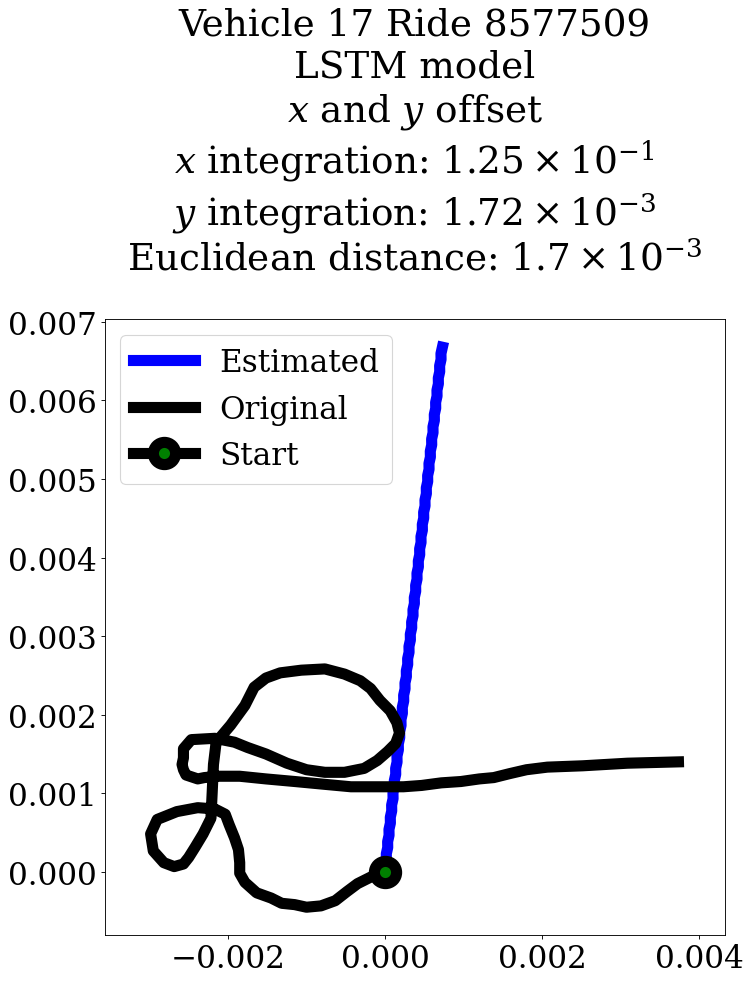 Vehicle 17 Ride 8577509
LSTM model
x and y offset
x integration: 1.25 × 10⁻¹
y integration: 1.72 × 10⁻³
Euclidean distance: 1.7 × 10⁻³
0.007
0.006
0.005
0.004
0.003
0.002
0.001
0.000
Estimated
Original
Start
−0.002
0.000
0.002
0.004